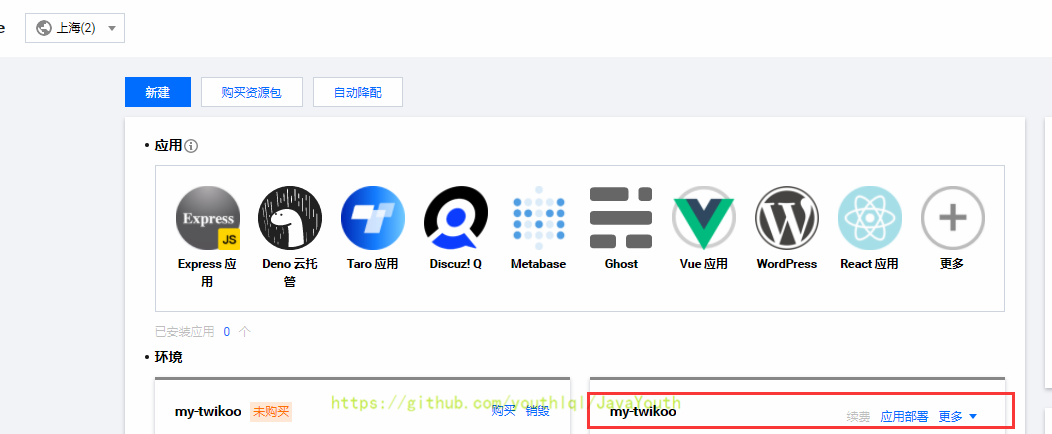 e 上海(2)
新建 购买资源包 自动降配
• 应用
Express JS
Express 应用 Deno 云托管 Taro 应用 Discuz! Q Metabase Ghost Vue 应用 WordPress React 应用 更多
已安装应用 0 个
• 环境
my-twikoo 未购买 购买 销毁 my-twikoo 续费 应用部署 更多
https://github.com/youthlql/JavaYouth